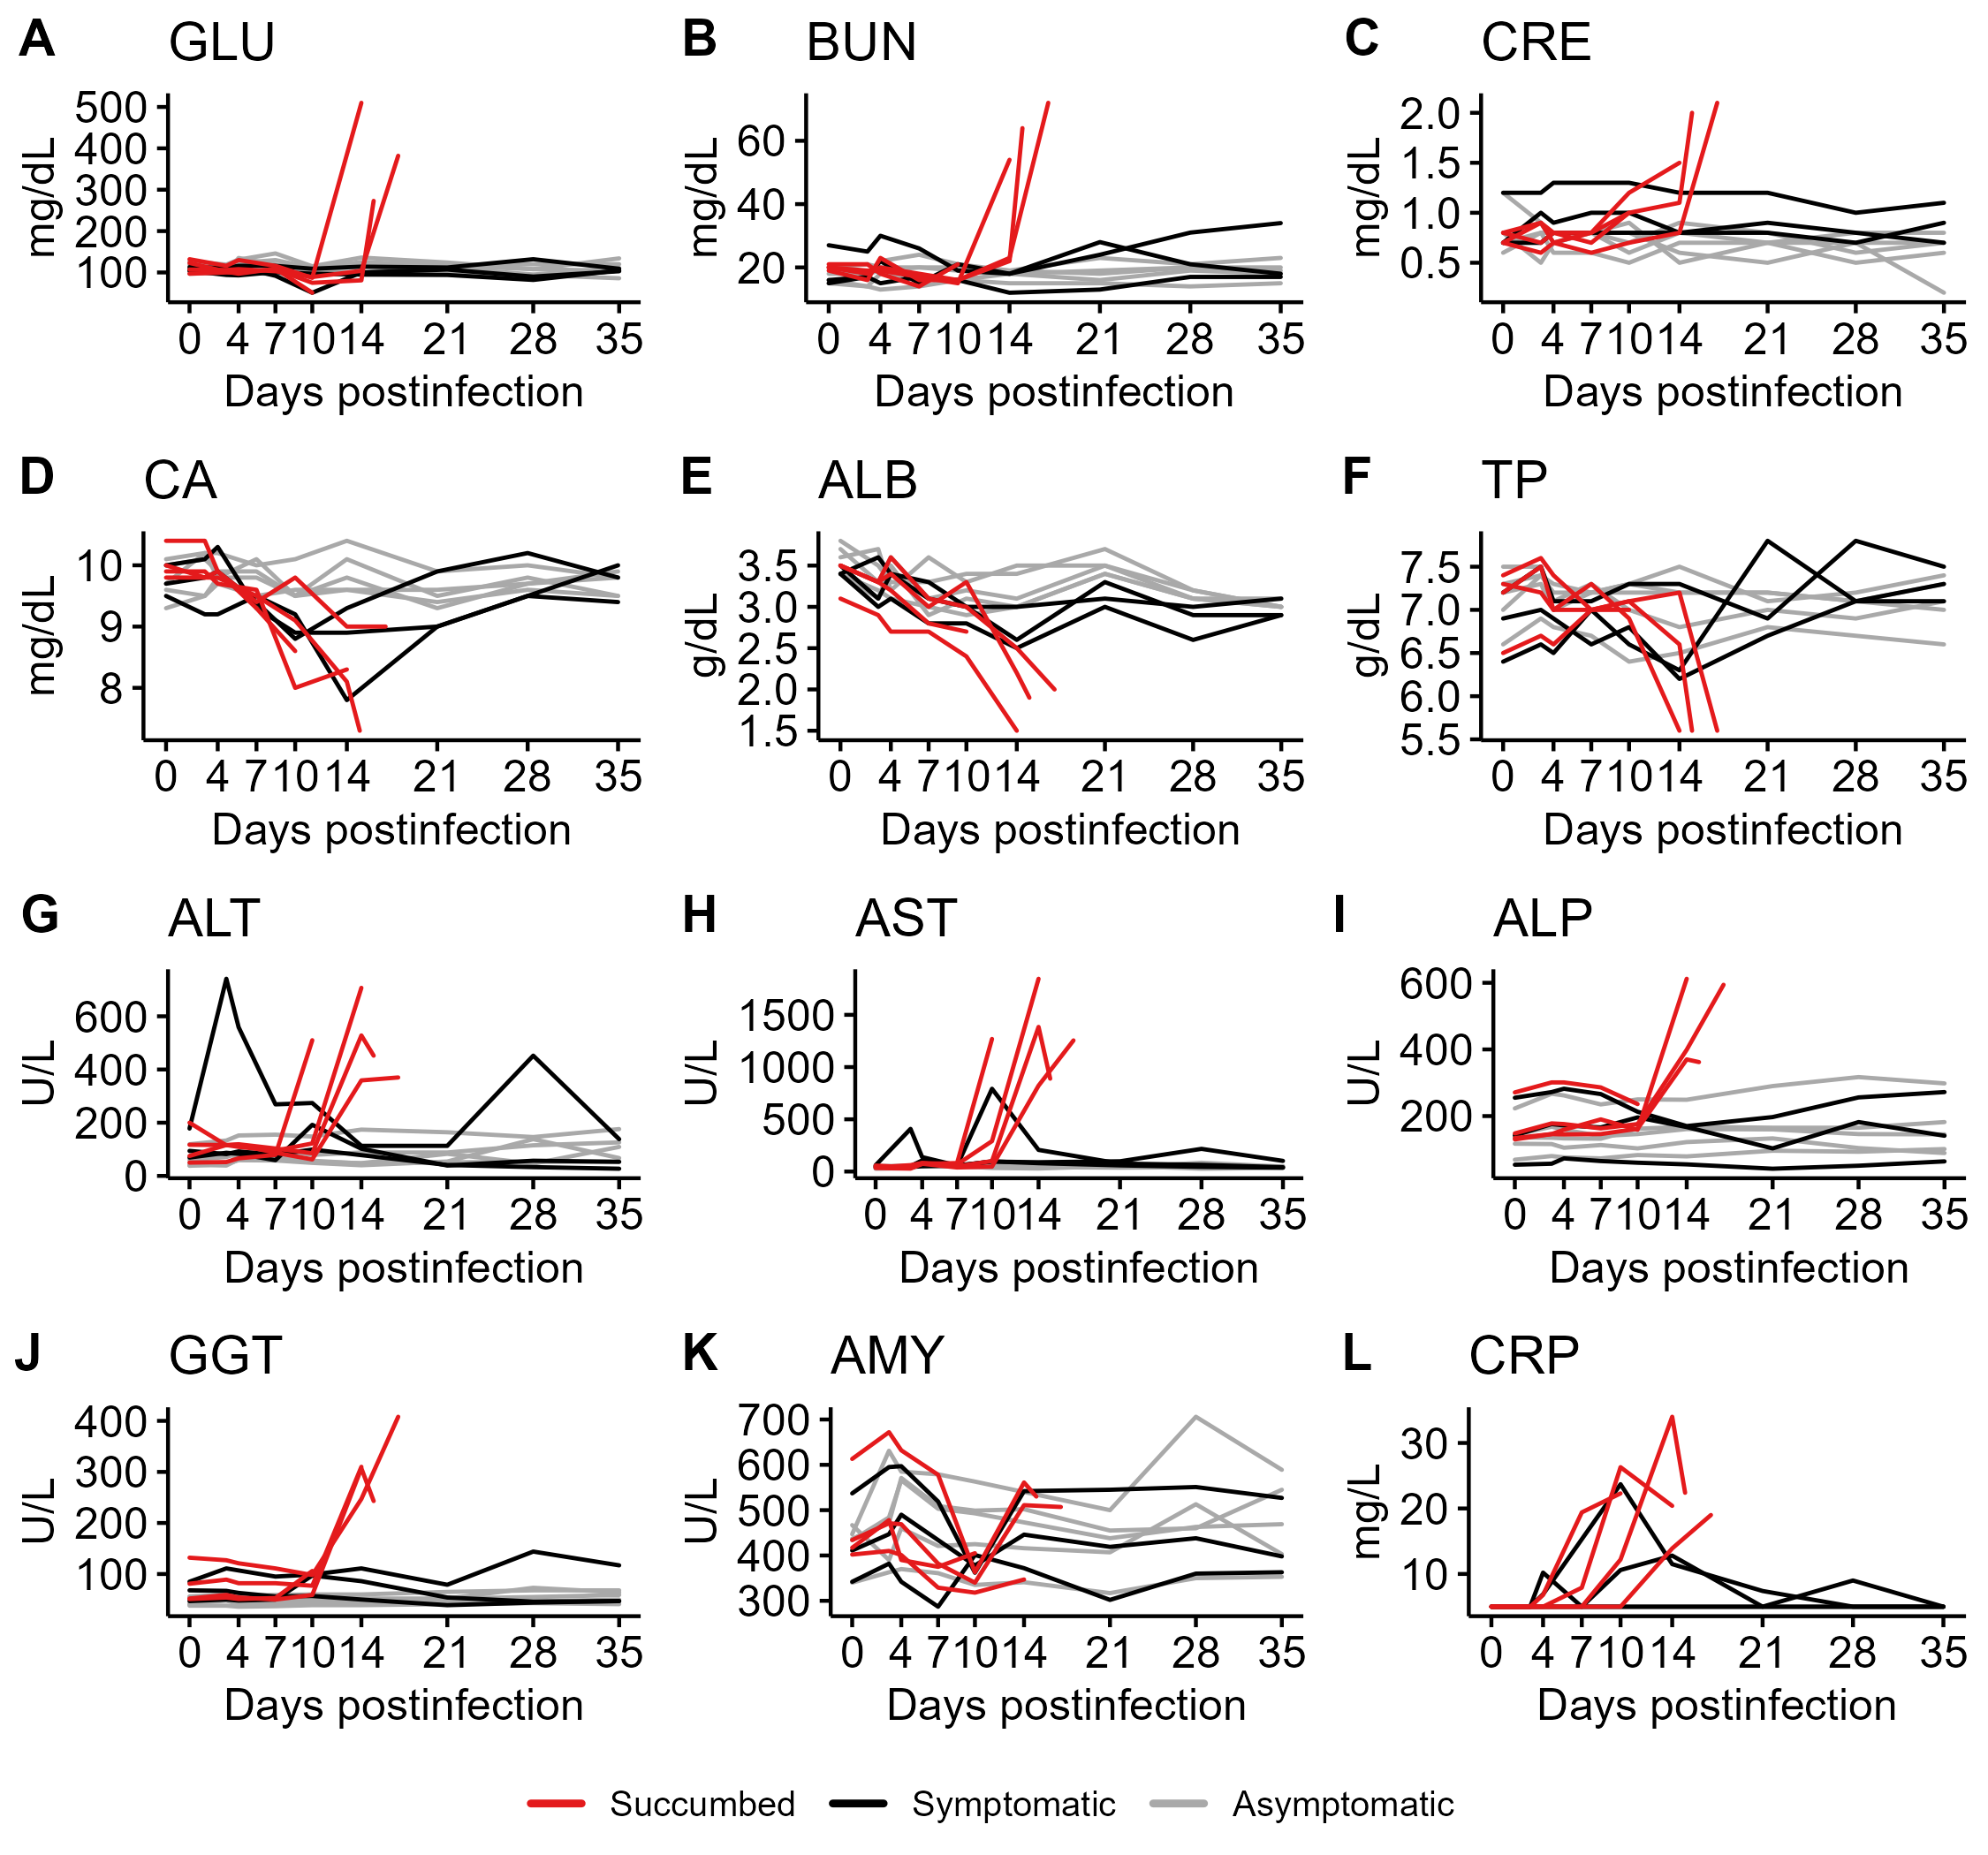 A GLU
B BUN
C CRE
mg/dL
500
400
300
200
100
0 4 7 10 14 21 28 35
Days postinfection
mg/dL
60
40
20
0 4 7 10 14 21 28 35
Days postinfection
mg/dL
2.0
1.5
1.0
0.5
0 4 7 10 14 21 28 35
Days postinfection
D CA
E ALB
F TP
mg/dL
10
9
8
0 4 7 10 14 21 28 35
Days postinfection
g/dL
3.5
3.0
2.5
2.0
1.5
0 4 7 10 14 21 28 35
Days postinfection
g/dL
7.5
7.0
6.5
6.0
5.5
0 4 7 10 14 21 28 35
Days postinfection
G ALT
H AST
I ALP
U/L
600
400
200
0
0 4 7 10 14 21 28 35
Days postinfection
U/L
1500
1000
500
0
0 4 7 10 14 21 28 35
Days postinfection
U/L
600
400
200
0 4 7 10 14 21 28 35
Days postinfection
J GGT
K AMY
L CRP
U/L
400
300
200
100
0 4 7 10 14 21 28 35
Days postinfection
U/L
700
600
500
400
300
0 4 7 10 14 21 28 35
Days postinfection
mg/L
30
20
10
0 4 7 10 14 21 28 35
Days postinfection
Succumbed Symptomatic Asymptomatic